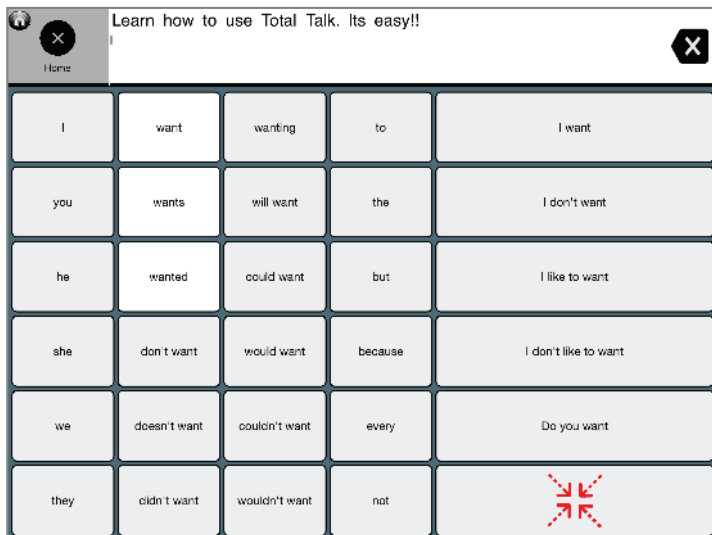 Learn how to use Total Talk. Its easy!!
Home
I want wanting to I want
you wants will want the I don't want
he wanted could want but I like to want
she don't want would want because I don't like to want
we doesn't want couldn't want every Do you want
they didn't want wouldn't want not